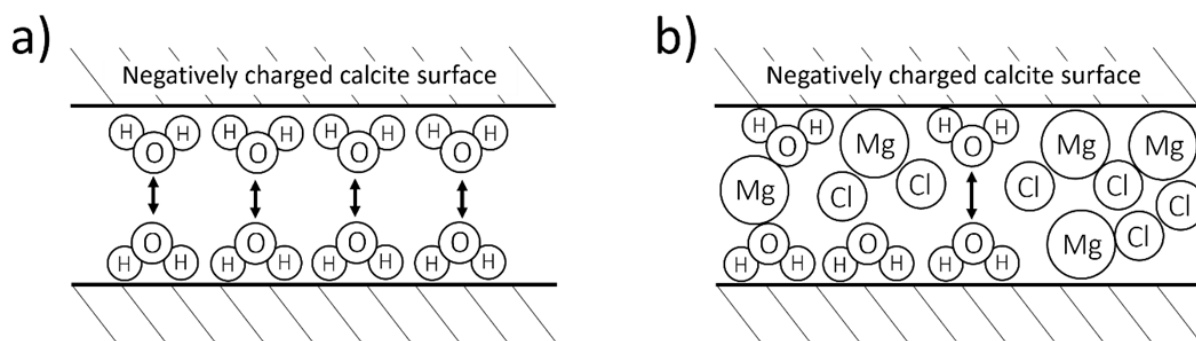 a)
Negatively charged calcite surface
H H H H H H H H
O O O O
O O O O
H H H H H H H H
b)
Negatively charged calcite surface
H H Mg H H Mg Mg
O O
Mg Cl Cl Cl Cl Cl
O O O Mg Cl
H H H H H H